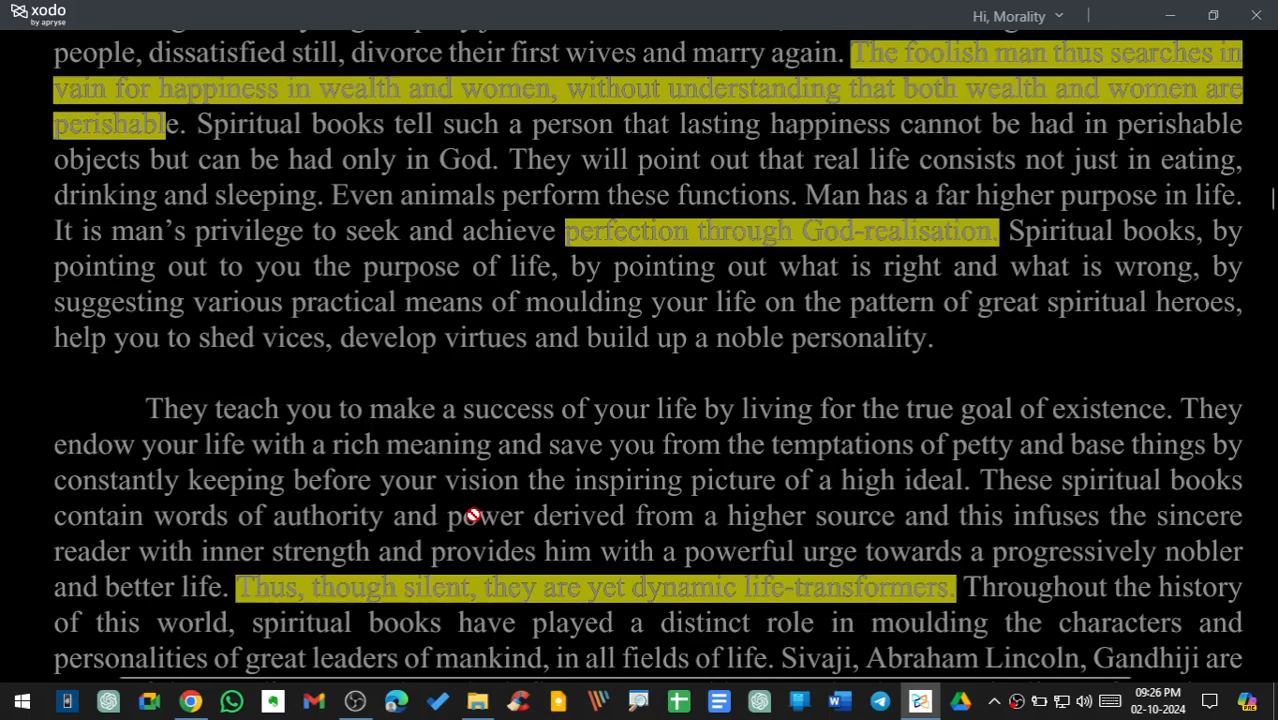 xodo
by apryse
Hi, Morality
people, dissatisfied still, divorce their first wives and marry again. The foolish man thus searches in
vain for happiness in wealth and women, without understanding that both wealth and women are
perishable. Spiritual books tell such a person that lasting happiness cannot be had in perishable
objects but can be had only in God. They will point out that real life consists not just in eating,
drinking and sleeping. Even animals perform these functions. Man has a far higher purpose in life.
It is man’s privilege to seek and achieve perfection through God-realisation. Spiritual books, by
pointing out to you the purpose of life, by pointing out what is right and what is wrong, by
suggesting various practical means of moulding your life on the pattern of great spiritual heroes,
help you to shed vices, develop virtues and build up a noble personality.
They teach you to make a success of your life by living for the true goal of existence. They
endow your life with a rich meaning and save you from the temptations of petty and base things by
constantly keeping before your vision the inspiring picture of a high ideal. These spiritual books
contain words of authority and power derived from a higher source and this infuses the sincere
reader with inner strength and provides him with a powerful urge towards a progressively nobler
and better life. Thus, though silent, they are yet dynamic life-transformers. Throughout the history
of this world, spiritual books have played a distinct role in moulding the characters and
personalities of great leaders of mankind, in all fields of life. Sivaji, Abraham Lincoln, Gandhiji are
09:26 PM
02-10-2024